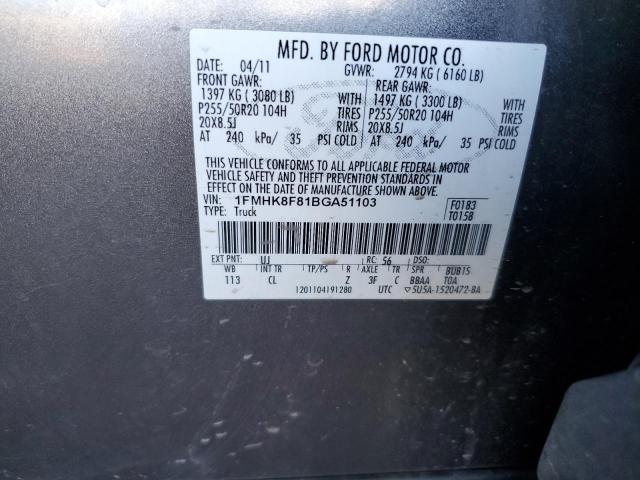 MFD. BY FORD MOTOR CO.
DATE: 04/11 GVWR: 2794 KG ( 6160 LB)
FRONT GAWR: REAR GAWR:
1397 KG ( 3080 LB) WITH 1497 KG ( 3300 LB) WITH
P255/50R20 104H TIRES P255/50R20 104H TIRES
20X8.5J RIMS 20X8.5J RIMS
AT 240 kPa/ 35 PSI COLD AT 240 kPa/ 35 PSI COLD
THIS VEHICLE CONFORMS TO ALL APPLICABLE FEDERAL MOTOR
VEHICLE SAFETY AND THEFT PREVENTION STANDARDS IN
EFFECT ON THE DATE OF MANUFACTURE SHOWN ABOVE.
VIN: 1FMHK8F81BGA51103 F0183
TYPE: Truck T0158
EXT PNT: UJ RC: 56 DSO:
WB INT TR TP/PS R AXLE TR SPR BUB15
113 CL Z 3F C BBAA TOA
1201104191280 UTC ▽5U5A-1520472-BA